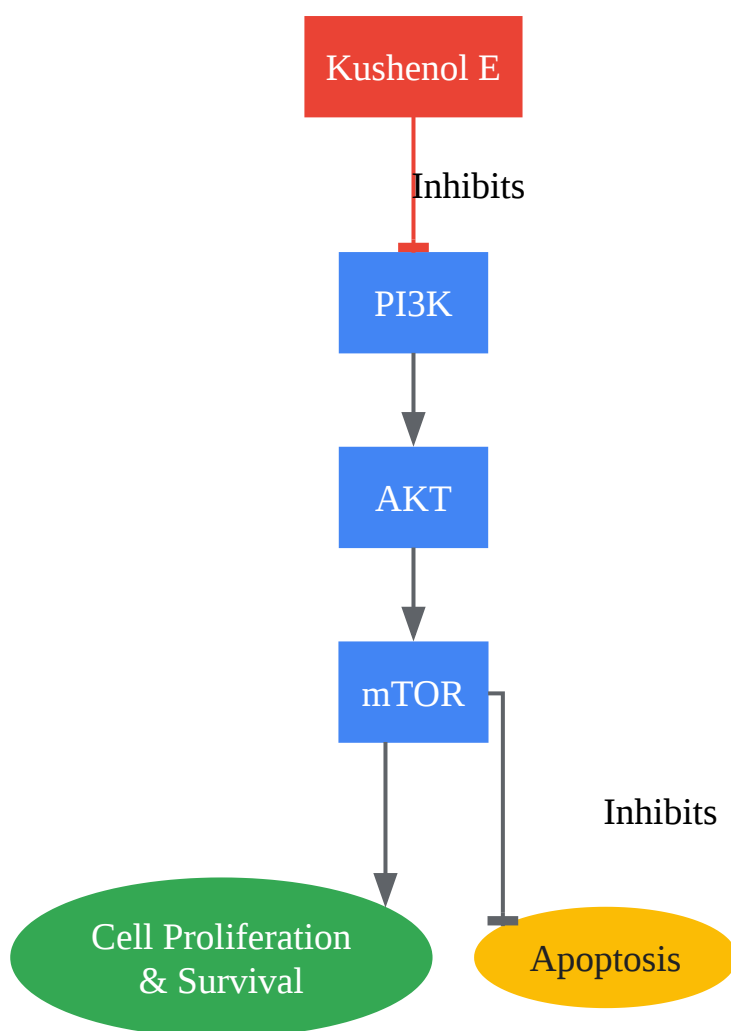 Kushenol E
Inhibits
PI3K
AKT
mTOR
Inhibits
Cell Proliferation
& Survival
Apoptosis